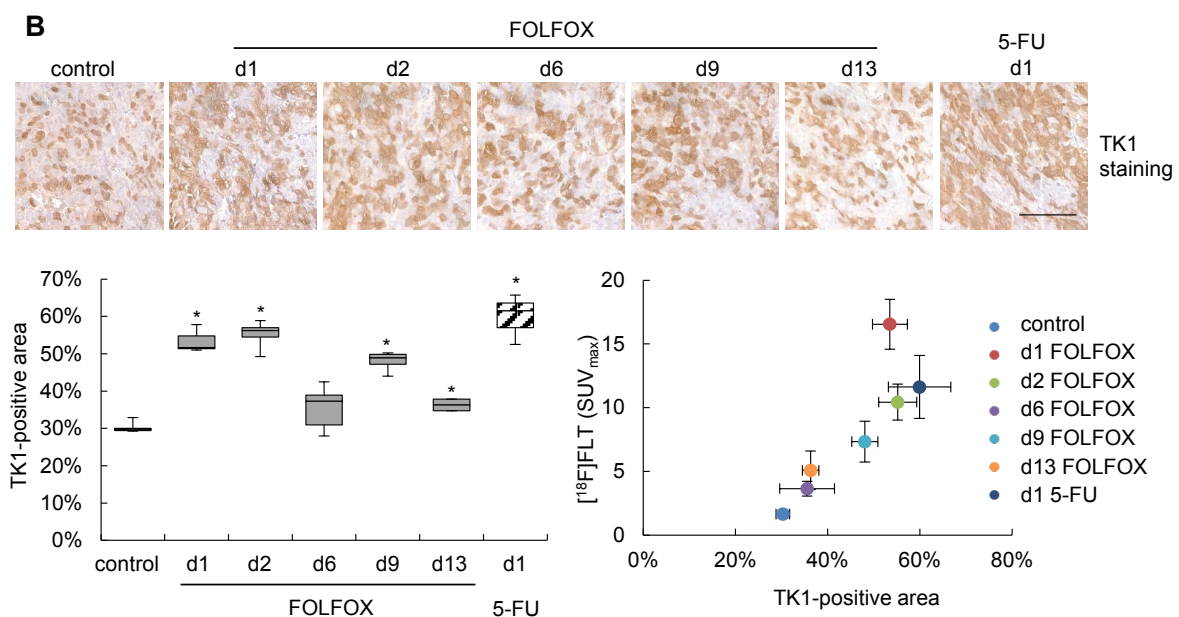 B
FOLFOX
5-FU
control d1 d2 d6 d9 d13 d1
TK1
staining
TK1-positive area
70%
60%
50%
40%
30%
20%
10%
0%
* * * * *
control d1 d2 d6 d9 d13 d1
FOLFOX 5-FU
[¹⁸F]FLT (SUVmax)
20
15
10
5
0
0% 20% 40% 60% 80%
TK1-positive area
control
d1 FOLFOX
d2 FOLFOX
d6 FOLFOX
d9 FOLFOX
d13 FOLFOX
d1 5-FU